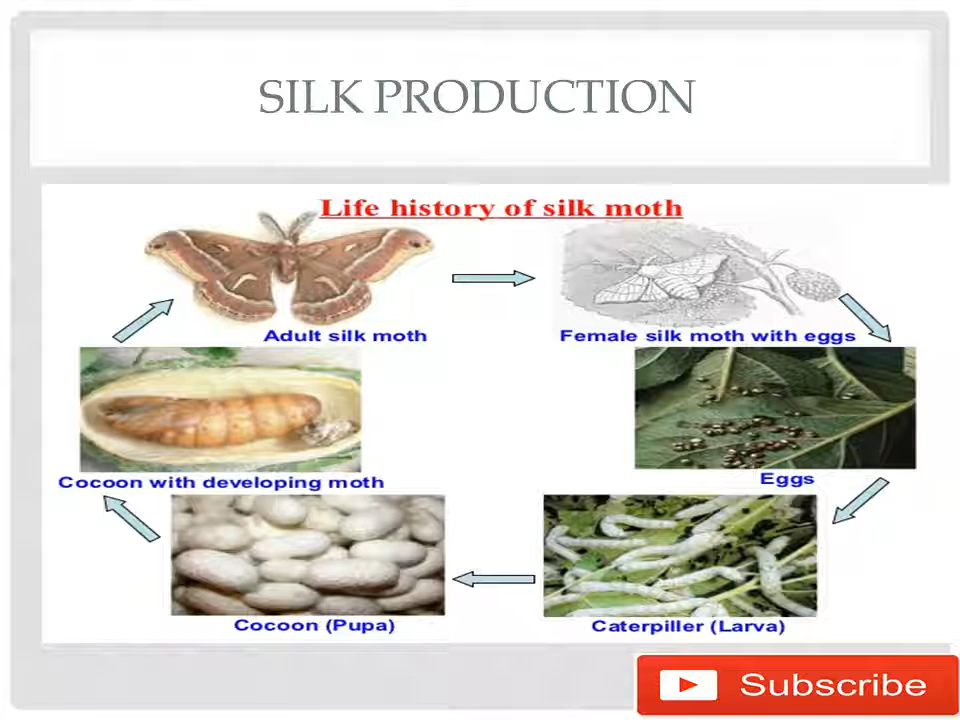 SILK PRODUCTION
Life history of silk moth
Adult silk moth
Female silk moth with eggs
Cocoon with developing moth
Eggs
Cocoon (Pupa)
Caterpiller (Larva)
Subscribe